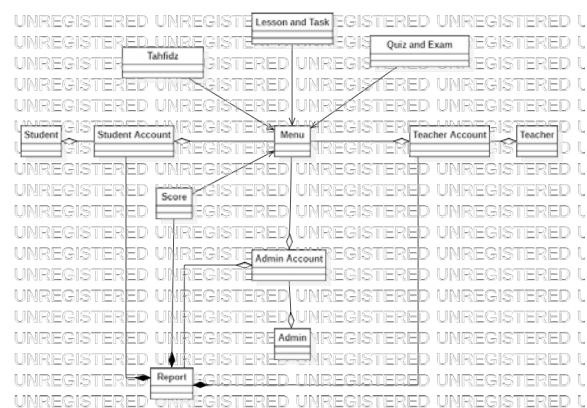 UNREGISTERED UNREGISTERED UNREGISTERED UNREGISTERED
Lesson and Task
Quiz and Exam
Tahfidz
Student
Student Account
Menu
Teacher Account
Teacher
Score
Admin Account
Admin
Report